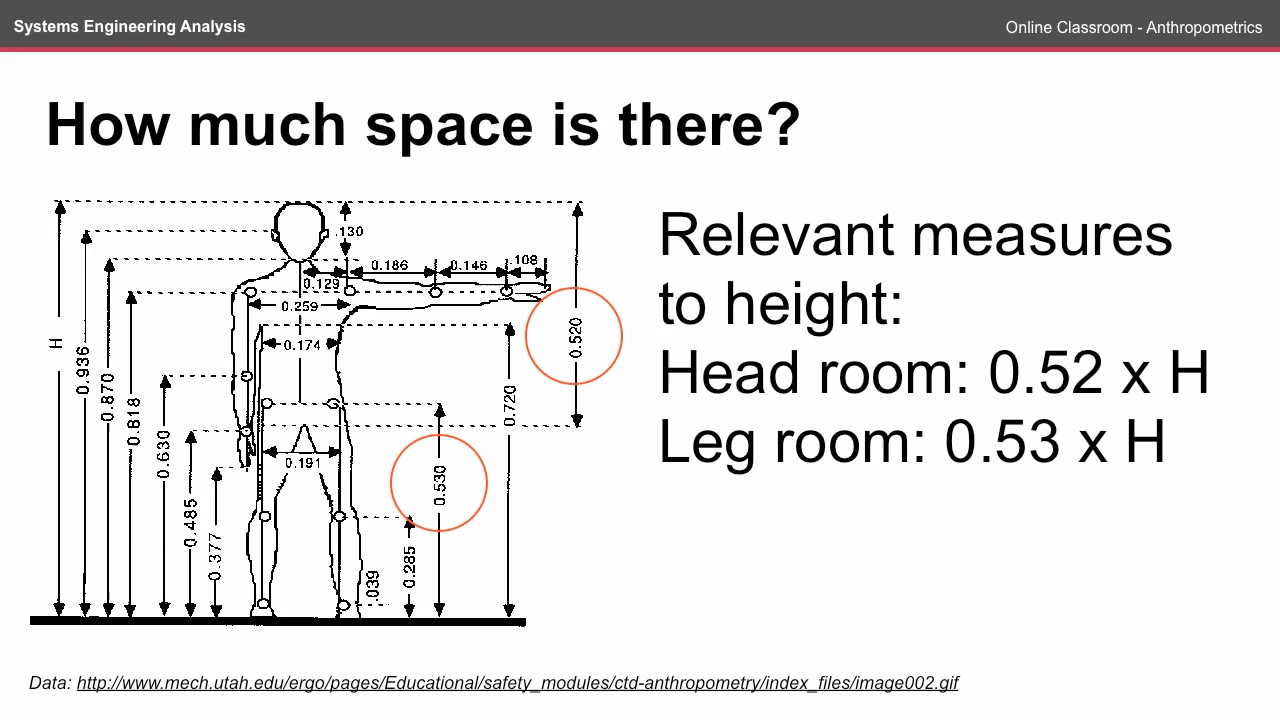 Systems Engineering Analysis
Online Classroom - Anthropometrics
How much space is there?
Relevant measures
to height:
Head room: 0.52 x H
Leg room: 0.53 x H
H
0.936
0.870
0.818
0.630
0.485
0.377
.130
0.129
0.186
0.146
.108
0.259
0.174
0.191
0.520
0.720
0.530
0.285
.039
Data: http://www.mech.utah.edu/ergo/pages/Educational/safety_modules/ctd-anthropometry/index_files/image002.gif